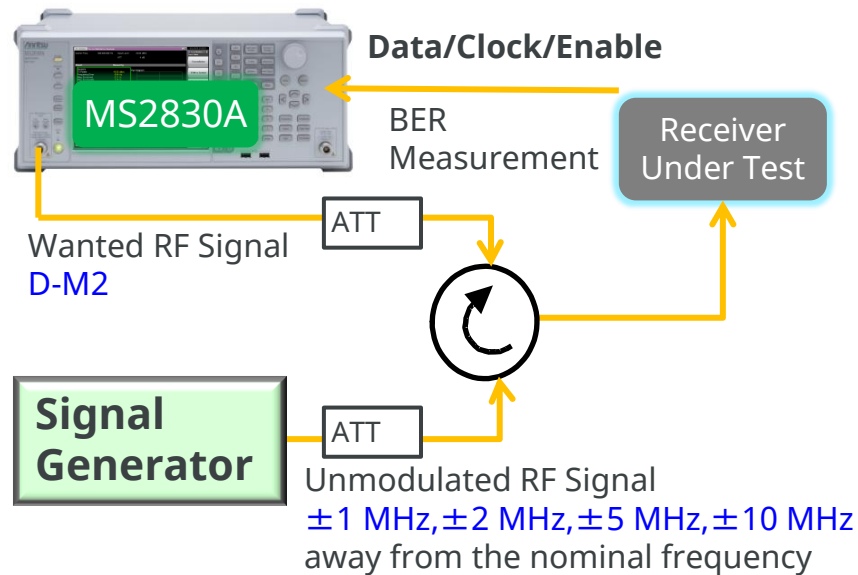 Anritsu
MS2830A
Data/Clock/Enable
BER
Measurement
Receiver
Under Test
ATT
Wanted RF Signal
D-M2
Signal
Generator
ATT
Unmodulated RF Signal
±1 MHz,±2 MHz,±5 MHz,±10 MHz
away from the nominal frequency